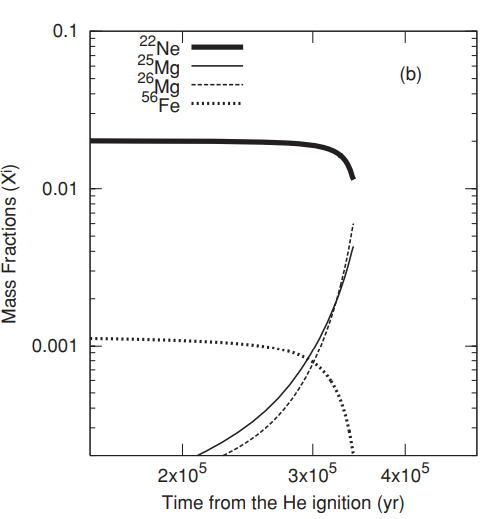 0.1
²²Ne
²⁵Mg
²⁶Mg
⁵⁶Fe
(b)
0.01
Mass Fractions (Xⁱ)
0.001
2x10⁵ 3x10⁵ 4x10⁵
Time from the He ignition (yr)